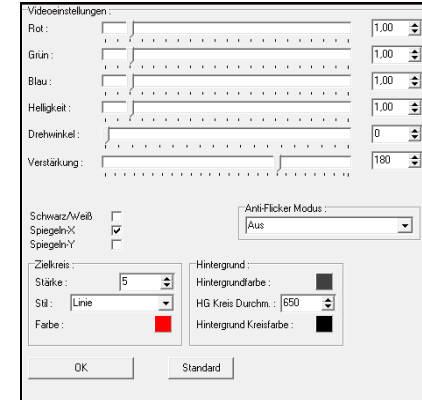 Videoeinstellungen :
Rot : 1,00
Grün : 1,00
Blau : 1,00
Helligkeit : 1,00
Drehwinkel : 0
Verstärkung : 180
Schwarz/Weiß
Anti-Flicker Modus :
Spiegeln-X
Aus
Spiegeln-Y
Zielkreis :
Stärke : 5
Stil : Linie
Farbe :
Hintergrund :
Hintergrundfarbe :
HG Kreis Durchm. : 650
Hintergrund Kreisfarbe :
OK
Standard